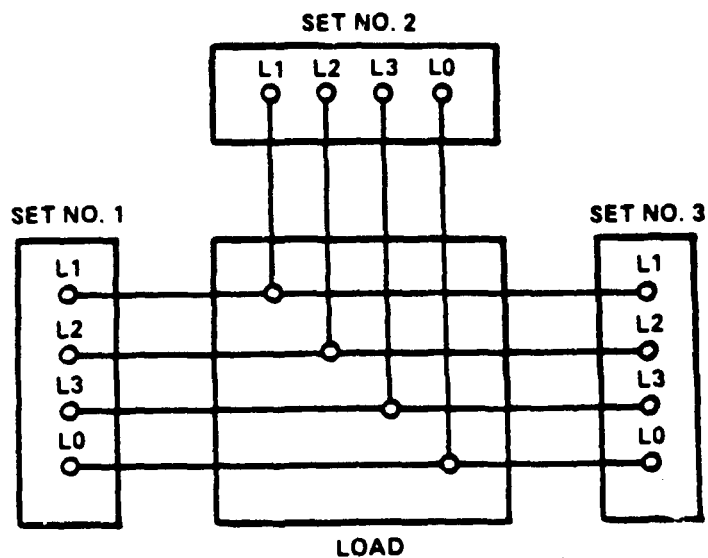 SET NO. 2
L1 L2 L3 L0
SET NO. 1
SET NO. 3
L1
L2
L3
L0
L1
L2
L3
L0
LOAD